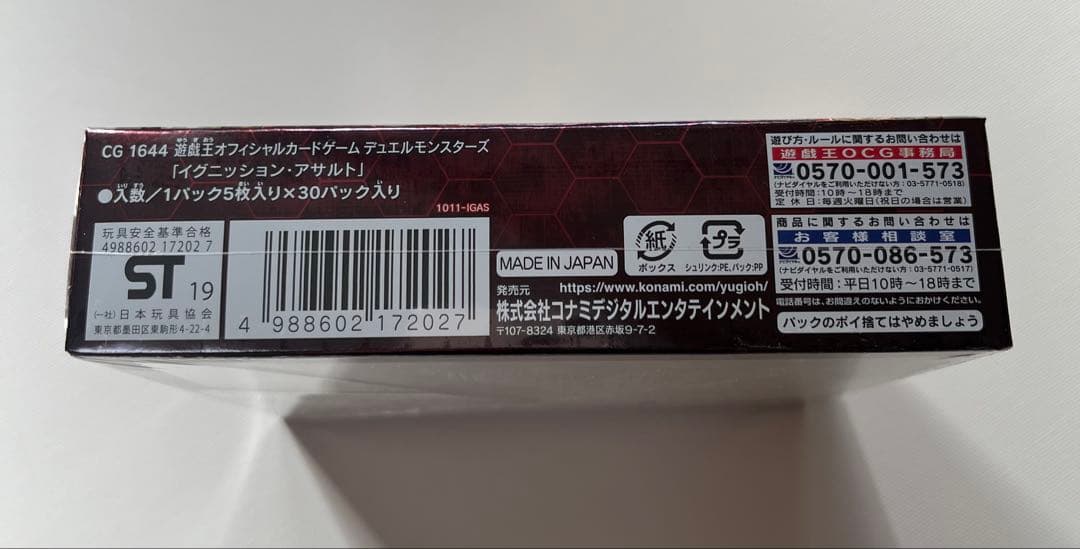 CG 1644 遊戯王オフィシャルカードゲーム デュエルモンスターズ
「イグニッション・アサルト」
●入数/1パック5枚入り×30パック入り
1011-IGAS
玩具安全基準合格
4988602 17202 7
ST 19
(一社)日本玩具協会
東京都墨田区東駒形4-22-4
4 988602 172027
MADE IN JAPAN
紙
ボックス
プラ
シュリンク:PE、パック:PP
発売元 https://www.konami.com/yugioh/
株式会社コナミデジタルエンタテインメント
〒107-8324 東京都港区赤坂9-7-2
遊び方・ルールに関するお問い合わせは
遊戯王OCG事務局
0570-001-573
(ナビダイヤルをご利用いただけない方:03-5771-0518)
受付時間:10時〜18時まで
定休日:毎週火曜日(祝日の場合は営業)
商品に関するお問い合わせは
お客様相談室
0570-086-573
(ナビダイヤルをご利用いただけない方:03-5771-0517)
受付時間:平日10時〜18時まで
電話番号は、お間違えのないようにおかけください。
パックのポイ捨てはやめましょう